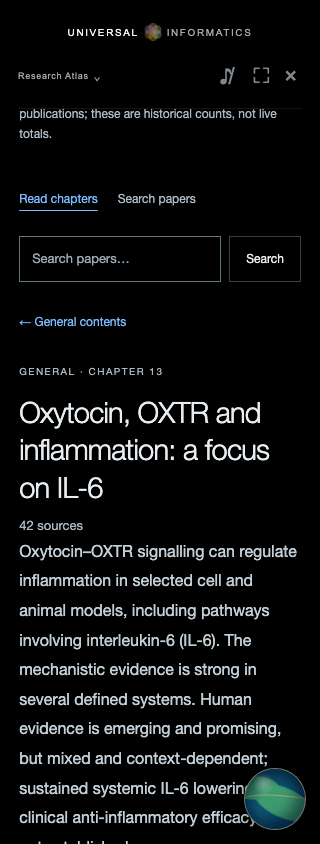 UNIVERSAL INFORMATICS
Research Atlas
publications; these are historical counts, not live
totals.
Read chapters Search papers
Search papers... Search
← General contents
GENERAL · CHAPTER 13
Oxytocin, OXTR and
inflammation: a focus
on IL-6
42 sources
Oxytocin–OXTR signalling can regulate
inflammation in selected cell and
animal models, including pathways
involving interleukin-6 (IL-6). The
mechanistic evidence is strong in
several defined systems. Human
evidence is emerging and promising,
but mixed and context-dependent;
sustained systemic IL-6 lowering
clinical anti-inflammatory efficacy